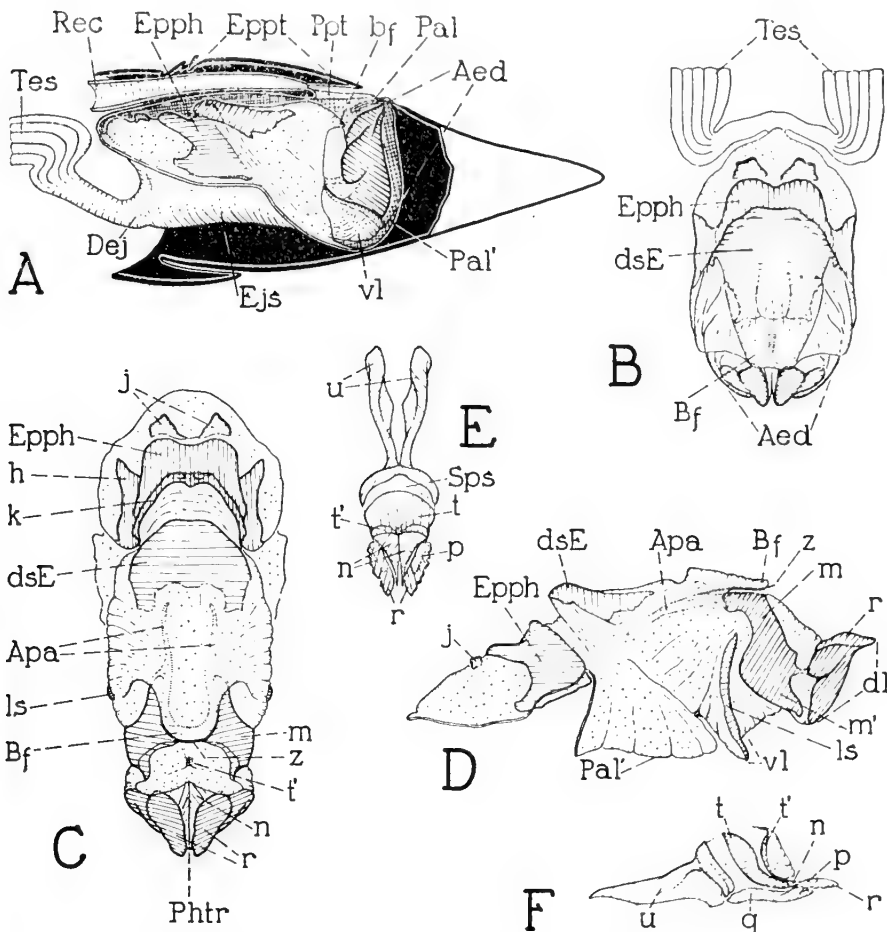 Rec Epph Eppt Ppt bf Pal
Aed
Tes
Dej
Ejs
vl
Pal'
A
Tes
Epph
dsE
Bf
Aed
B
j
Epph
h
k
dsE
Apa
ls
Bf
m
z
t'
n
r
Phtr
C
u
E
Sps
t
t'
n
p
r
dsE Apa Bf z
m
Epph
r
j
dl
m'
ls
Pal'
vl
D
t t'
n
p
r
u
q
F